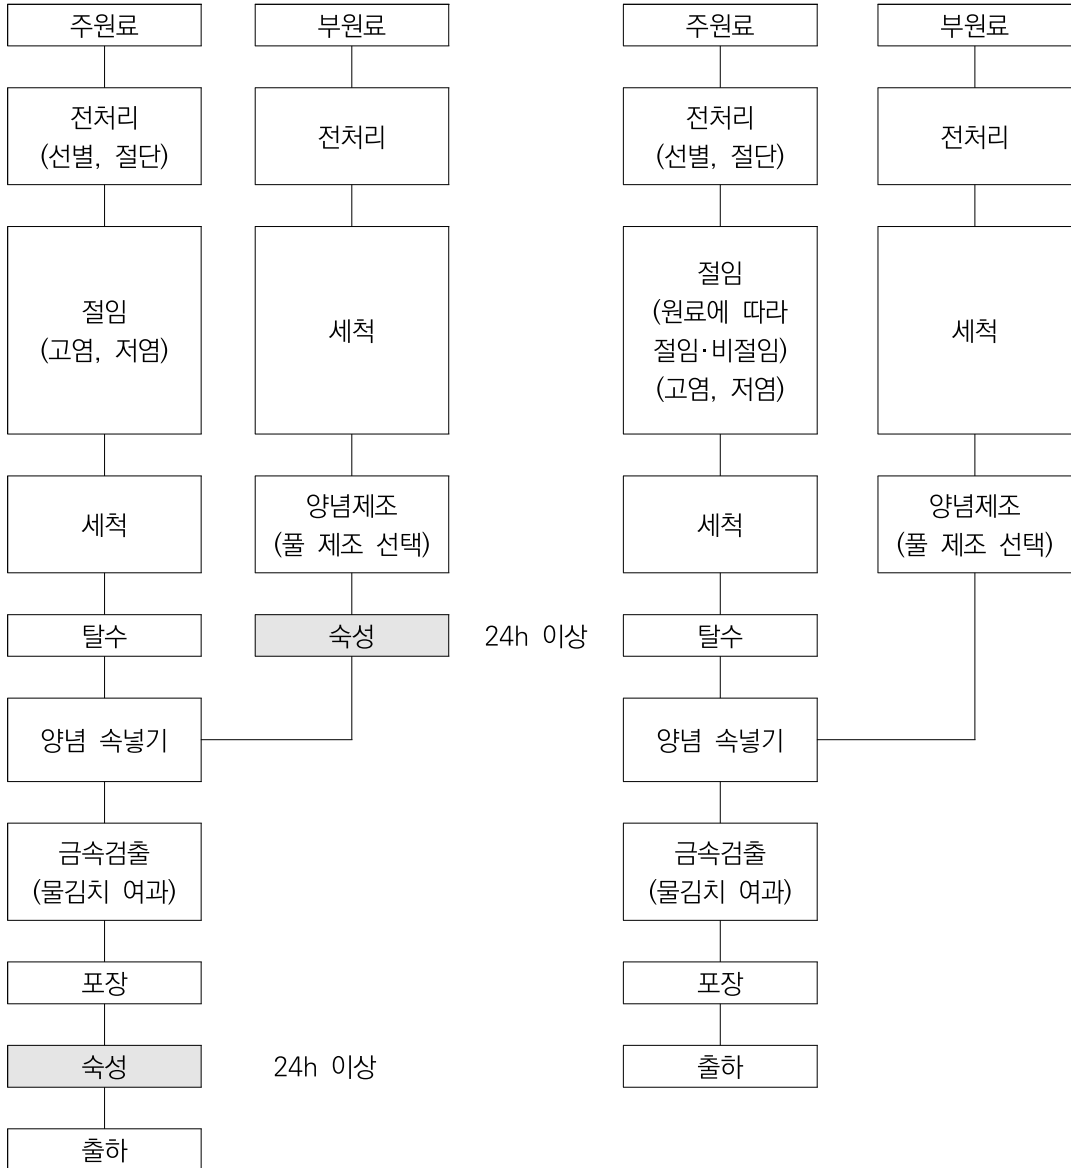 주원료
전처리
(선별, 절단)
절임
(고염, 저염)
세척
탈수
양념 속넣기
금속검출
(물김치 여과)
포장
숙성
24h 이상
출하
부원료
전처리
세척
양념제조
(풀 제조 선택)
숙성
24h 이상
주원료
전처리
(선별, 절단)
절임
(원료에 따라
절임·비절임)
(고염, 저염)
세척
탈수
양념 속넣기
금속검출
(물김치 여과)
포장
출하
부원료
전처리
세척
양념제조
(풀 제조 선택)